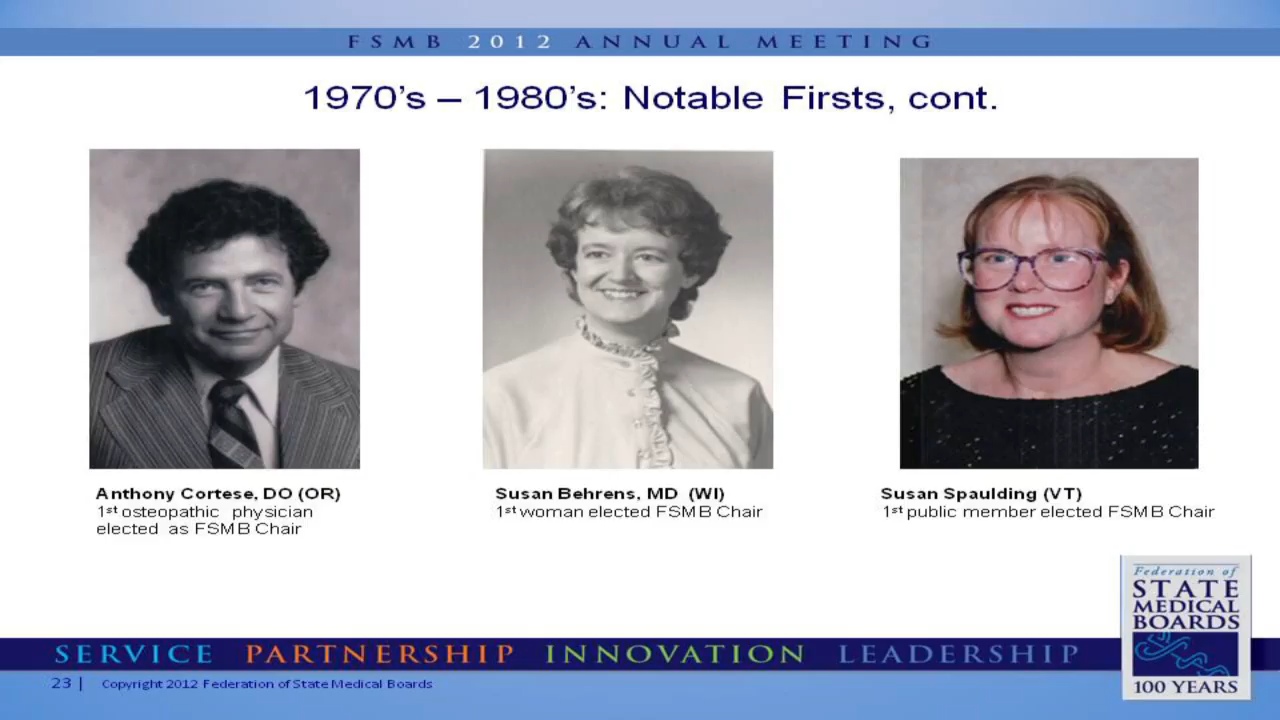 FSMB 2012 ANNUAL MEETING
1970's – 1980's: Notable Firsts, cont.
Anthony Cortese, DO (OR)
1st osteopathic physician
elected as FSMB Chair
Susan Behrens, MD (WI)
1st woman elected FSMB Chair
Susan Spaulding (VT)
1st public member elected FSMB Chair
Federation of
STATE
MEDICAL
BOARDS
100 YEARS
SERVICE PARTNERSHIP INNOVATION LEADERSHIP
23 | Copyright 2012 Federation of State Medical Boards